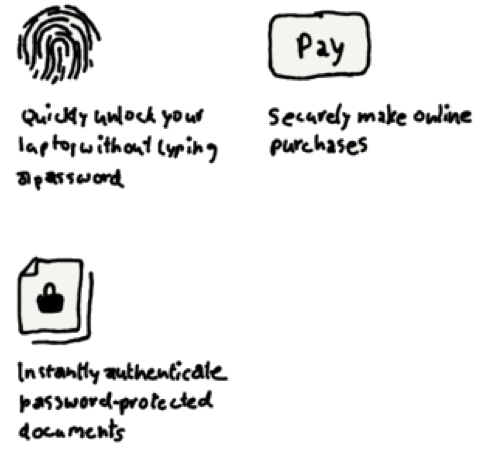 Quickly unlock your
laptop without typing
a password
Pay
Securely make online
purchases
Instantly authenticate
password-protected
documents